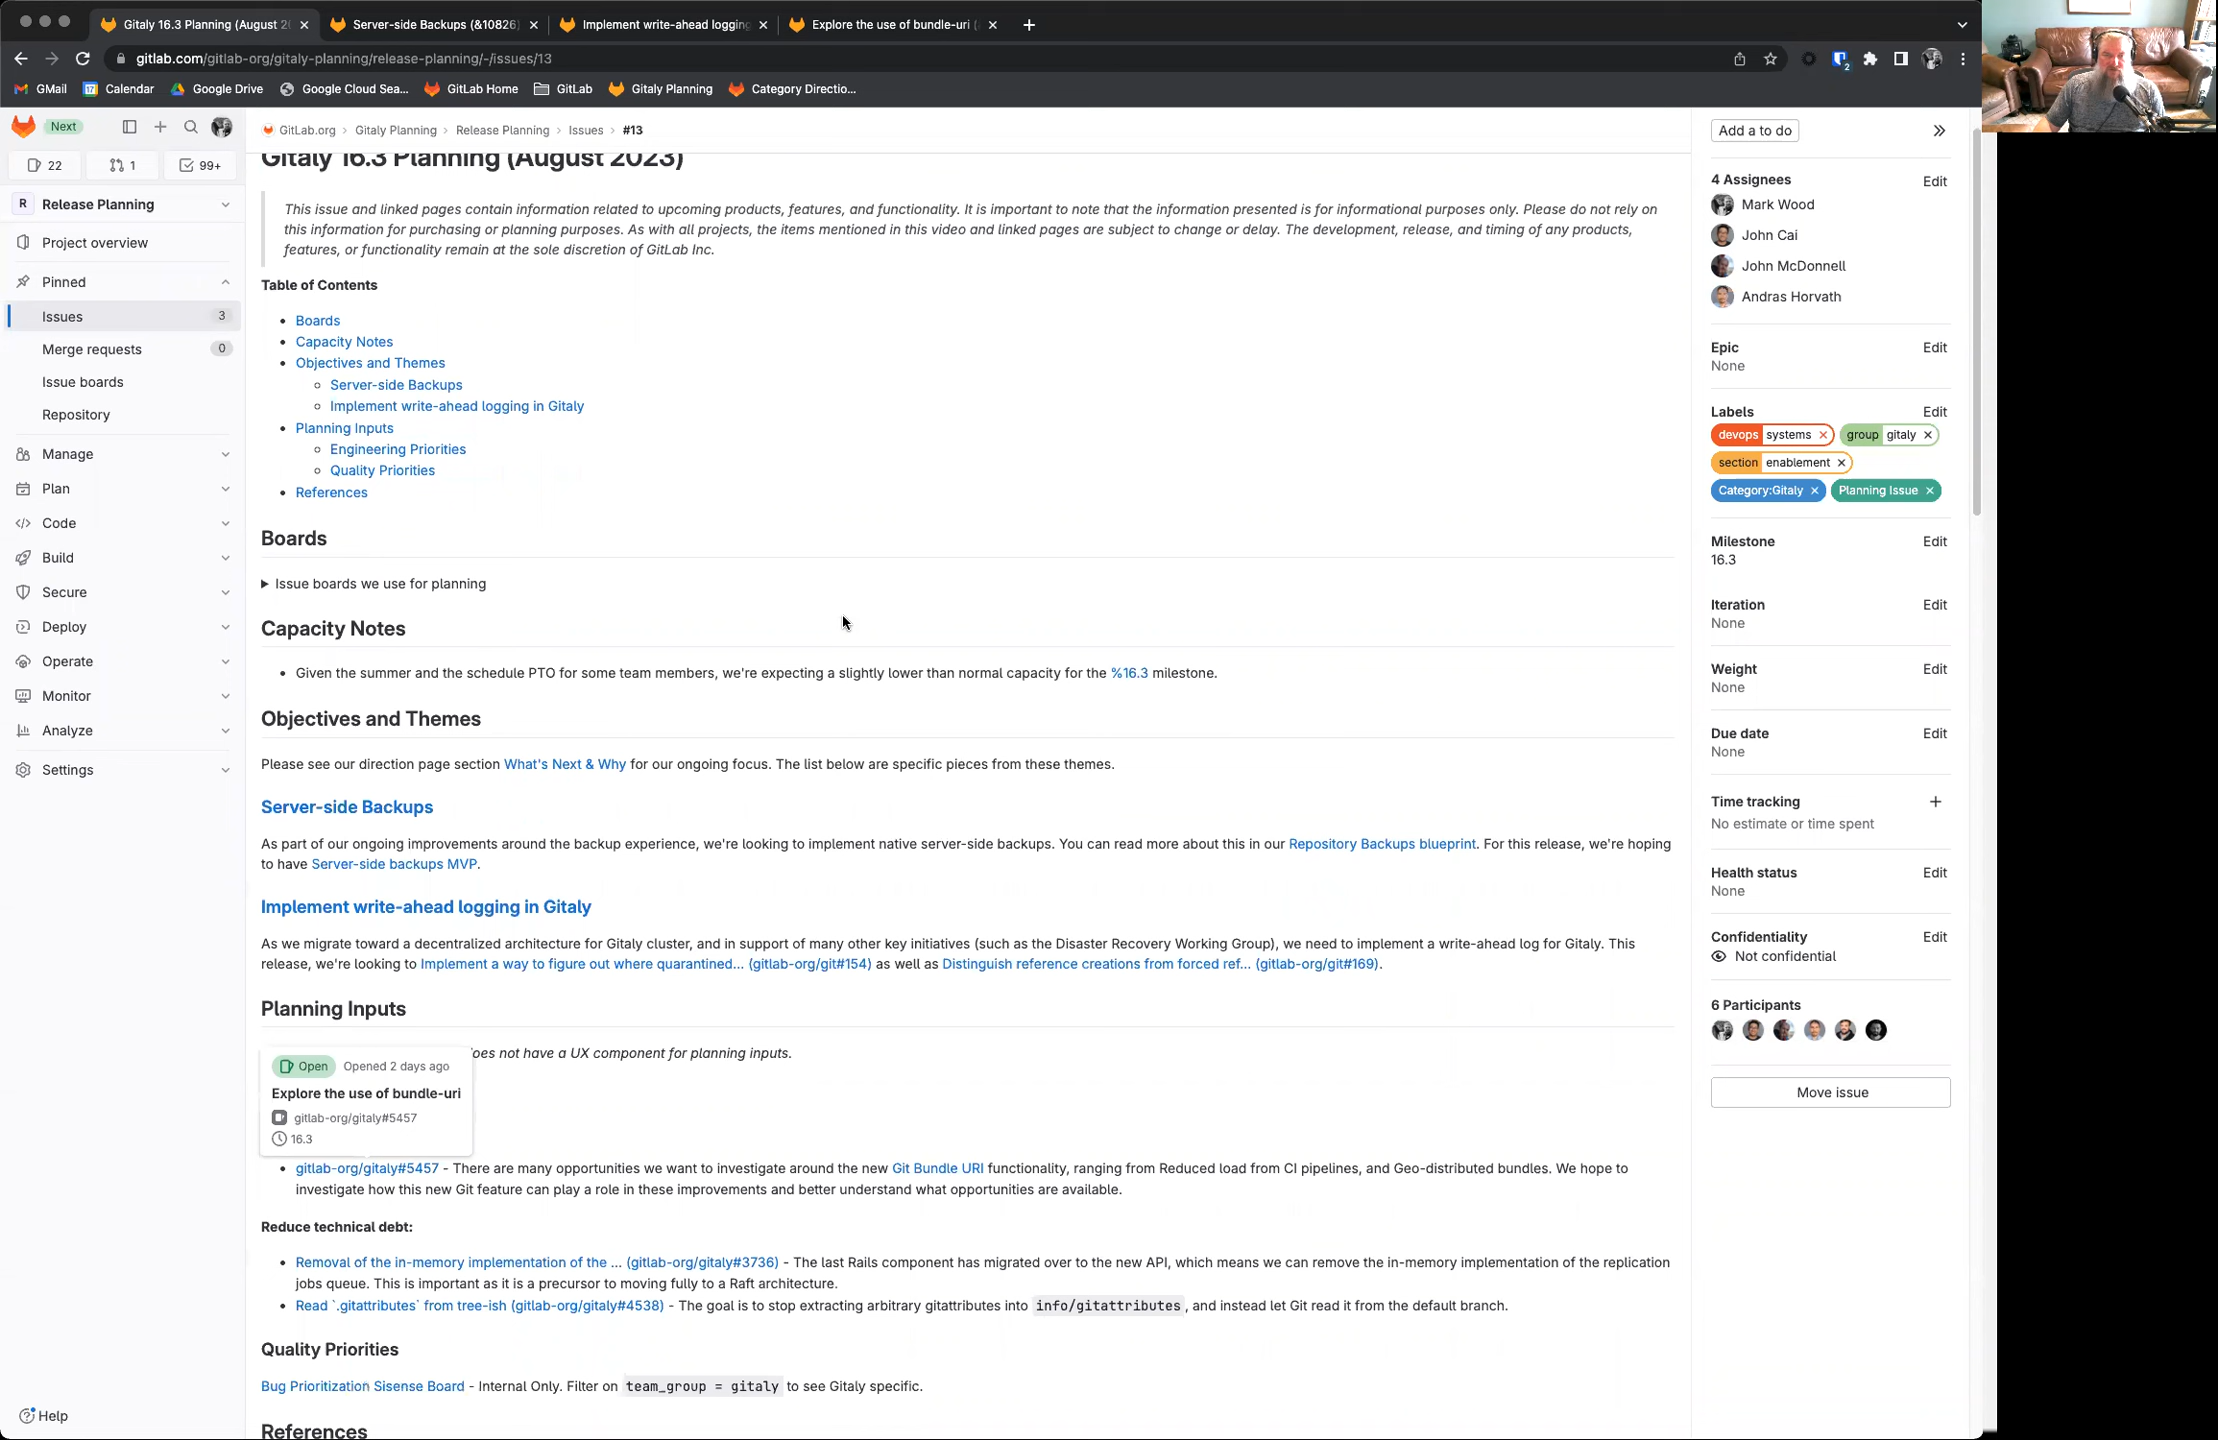 Gitaly 16.3 Planning (August 2
Server-side Backups (&10826
Implement write-ahead logging
Explore the use of bundle-uri
gitlab.com/gitlab-org/gitaly-planning/release-planning/-/issues/13
2
GMail
Calendar
Google Drive
Google Cloud Sea...
GitLab Home
GitLab
Gitaly Planning
Category Directio...
Next
22
1
99+
R Release Planning
Project overview
Pinned
Issues 3
Merge requests 0
Issue boards
Repository
Manage
Plan
Code
Build
Secure
Deploy
Operate
Monitor
Analyze
Settings
Help
GitLab.org › Gitaly Planning › Release Planning › Issues › #13
Gitaly 16.3 Planning (August 2023)
This issue and linked pages contain information related to upcoming products, features, and functionality. It is important to note that the information presented is for informational purposes only. Please do not rely on
this information for purchasing or planning purposes. As with all projects, the items mentioned in this video and linked pages are subject to change or delay. The development, release, and timing of any products,
features, or functionality remain at the sole discretion of GitLab Inc.
Table of Contents
• Boards
• Capacity Notes
• Objectives and Themes
◦ Server-side Backups
◦ Implement write-ahead logging in Gitaly
• Planning Inputs
◦ Engineering Priorities
◦ Quality Priorities
• References
Boards
▶ Issue boards we use for planning
Capacity Notes
• Given the summer and the schedule PTO for some team members, we're expecting a slightly lower than normal capacity for the %16.3 milestone.
Objectives and Themes
Please see our direction page section What's Next & Why for our ongoing focus. The list below are specific pieces from these themes.
Server-side Backups
As part of our ongoing improvements around the backup experience, we're looking to implement native server-side backups. You can read more about this in our Repository Backups blueprint. For this release, we're hoping
to have Server-side backups MVP.
Implement write-ahead logging in Gitaly
As we migrate toward a decentralized architecture for Gitaly cluster, and in support of many other key initiatives (such as the Disaster Recovery Working Group), we need to implement a write-ahead log for Gitaly. This
release, we're looking to Implement a way to figure out where quarantined... (gitlab-org/git#154) as well as Distinguish reference creations from forced ref... (gitlab-org/git#169).
Planning Inputs
oes not have a UX component for planning inputs.
Open Opened 2 days ago
Explore the use of bundle-uri
gitlab-org/gitaly#5457
16.3
• gitlab-org/gitaly#5457 - There are many opportunities we want to investigate around the new Git Bundle URI functionality, ranging from Reduced load from CI pipelines, and Geo-distributed bundles. We hope to
investigate how this new Git feature can play a role in these improvements and better understand what opportunities are available.
Reduce technical debt:
• Removal of the in-memory implementation of the ... (gitlab-org/gitaly#3736) - The last Rails component has migrated over to the new API, which means we can remove the in-memory implementation of the replication
jobs queue. This is important as it is a precursor to moving fully to a Raft architecture.
• Read `.gitattributes` from tree-ish (gitlab-org/gitaly#4538) - The goal is to stop extracting arbitrary gitattributes into info/gitattributes, and instead let Git read it from the default branch.
Quality Priorities
Bug Prioritization Sisense Board - Internal Only. Filter on team_group = gitaly to see Gitaly specific.
References
Add a to do
4 Assignees Edit
Mark Wood
John Cai
John McDonnell
Andras Horvath
Epic Edit
None
Labels Edit
devops systems ×
group gitaly ×
section enablement ×
Category:Gitaly ×
Planning Issue ×
Milestone Edit
16.3
Iteration Edit
None
Weight Edit
None
Due date Edit
None
Time tracking +
No estimate or time spent
Health status Edit
None
Confidentiality Edit
Not confidential
6 Participants
Move issue